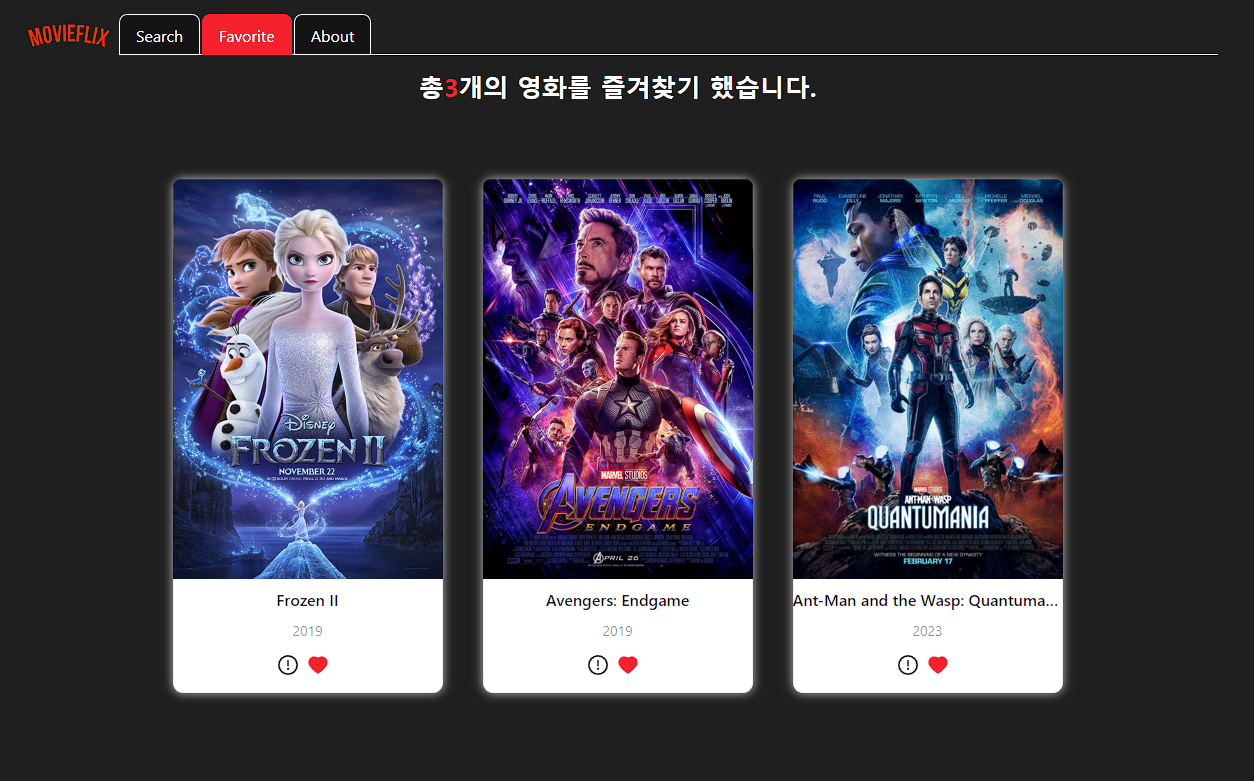 MOVIEFLIX
Search
Favorite
About
총3개의 영화를 즐겨찾기 했습니다.
DISNEY
FROZEN II
NOVEMBER 22
Frozen II
2019
MARVEL STUDIOS
AVENGERS
ENDGAME
APRIL 26
Avengers: Endgame
2019
PAUL RUDD EVANGELINE LILLY JONATHAN MAJORS KATHRYN NEWTON BILL MURRAY MICHELLE PFEIFFER MICHAEL DOUGLAS
MARVEL STUDIOS
ANT-MAN AND THE WASP
QUANTUMANIA
WITNESS THE BEGINNING OF A NEW DYNASTY
FEBRUARY 17
Ant-Man and the Wasp: Quantuma...
2023